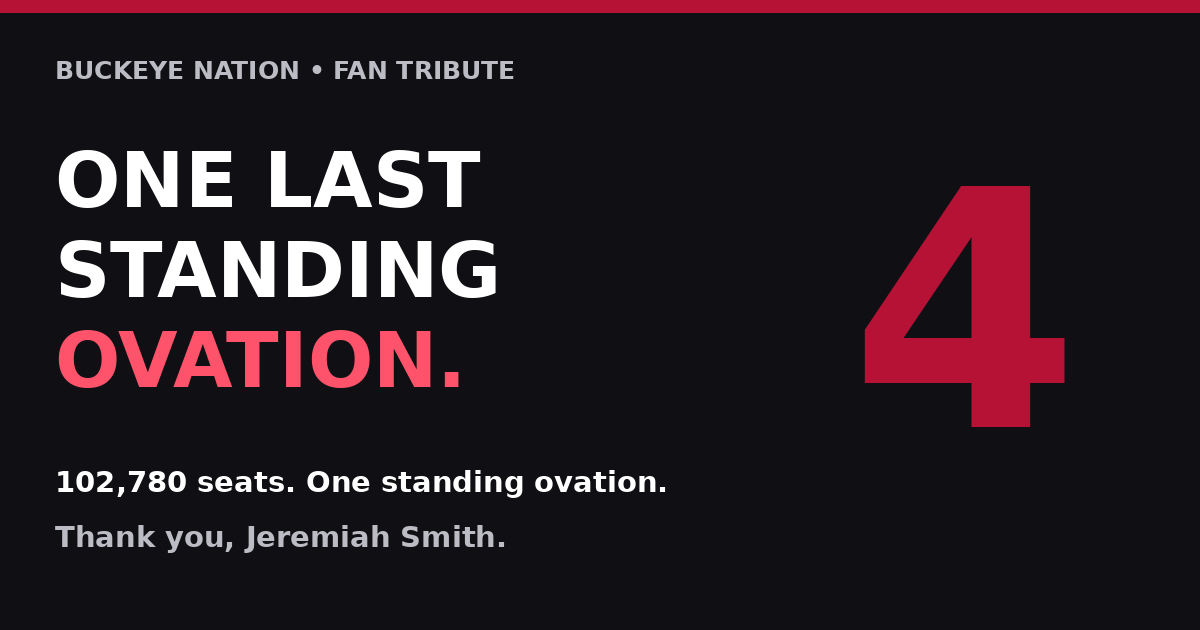 BUCKEYE NATION • FAN TRIBUTE
ONE LAST
STANDING
OVATION.
4
102,780 seats. One standing ovation.
Thank you, Jeremiah Smith.